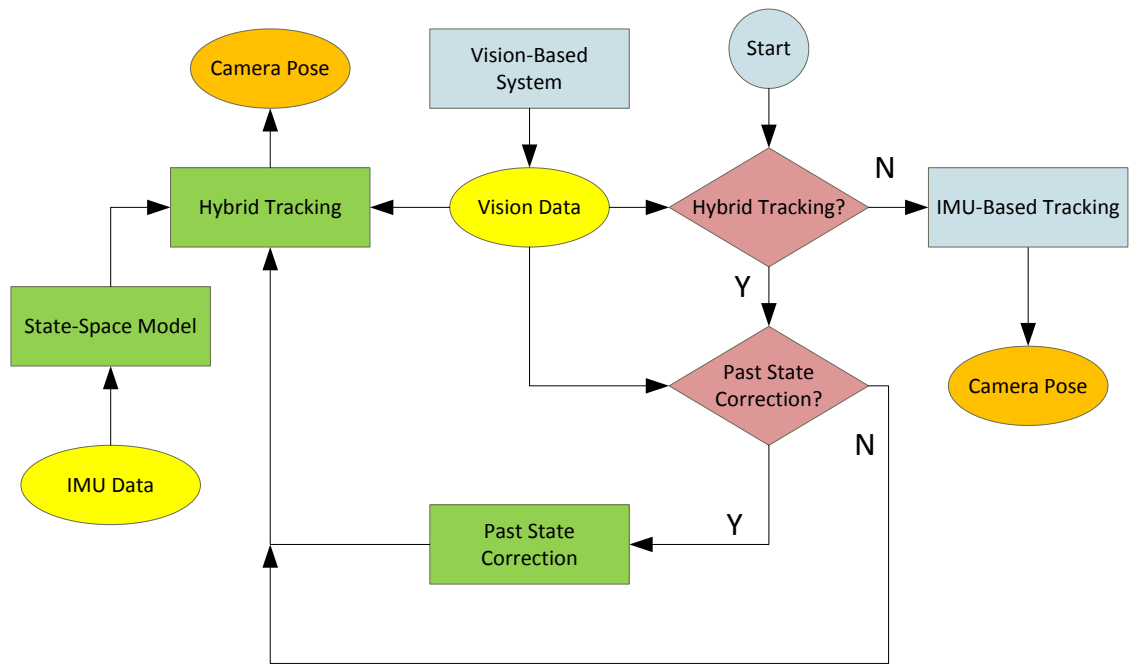 Camera Pose
Vision-Based
System
Start
Hybrid Tracking
Vision Data
Hybrid Tracking?
N
IMU-Based Tracking
State-Space Model
Y
Past State
Correction?
Camera Pose
N
IMU Data
Past State
Correction
Y